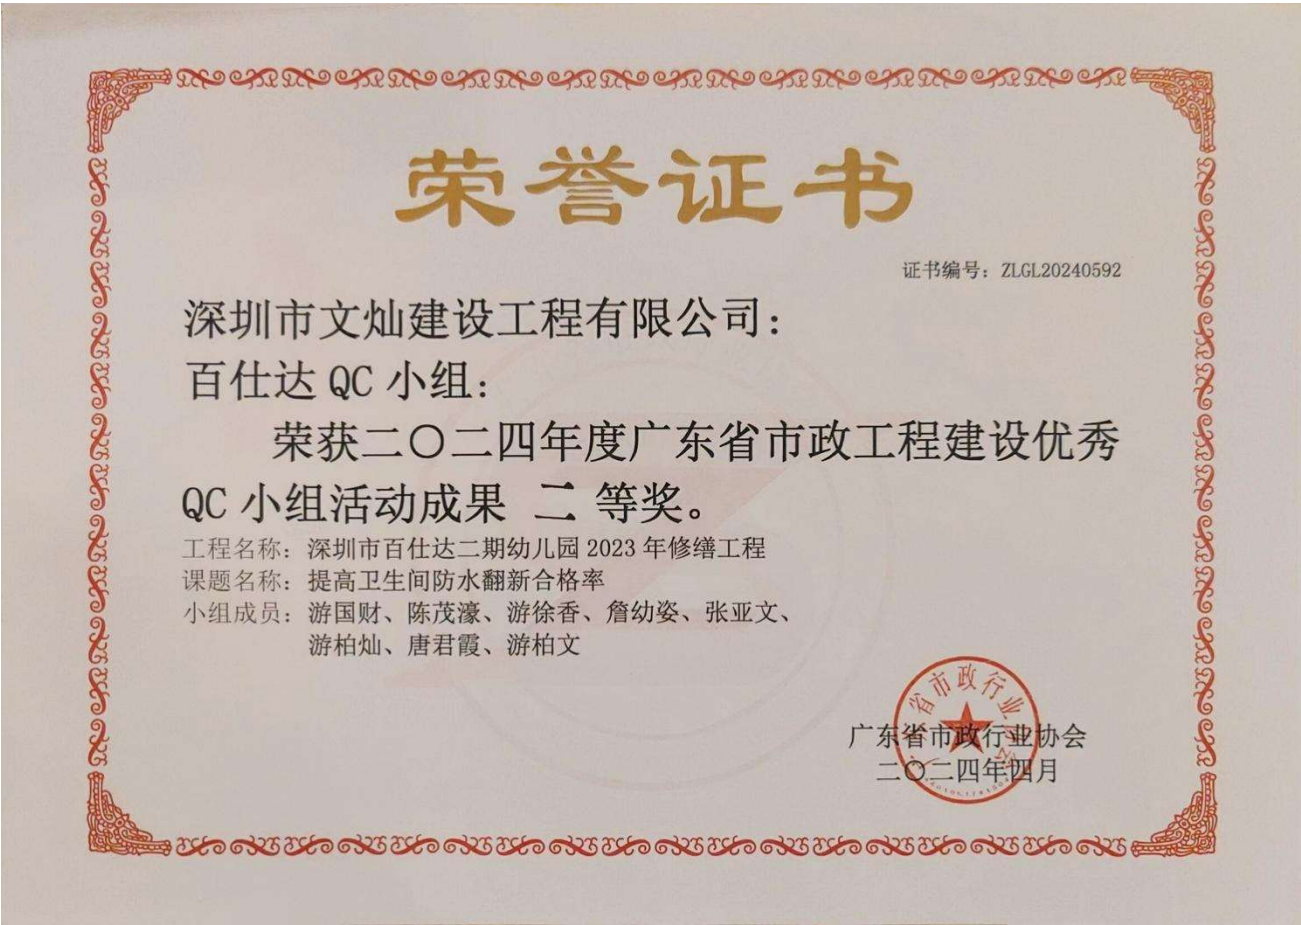 荣誉证书
证书编号：ZLGL20240592
深圳市文灿建设工程有限公司：
百仕达QC小组：
荣获二〇二四年度广东省市政工程建设优秀
QC小组活动成果 二 等奖。
工程名称：深圳市百仕达二期幼儿园2023年修缮工程
课题名称：提高卫生间防水翻新合格率
小组成员：游国财、陈茂濠、游徐香、詹幼姿、张亚文、
游柏灿、唐君霞、游柏文
广东省市政行业协会
二〇二四年四月
省市政行业